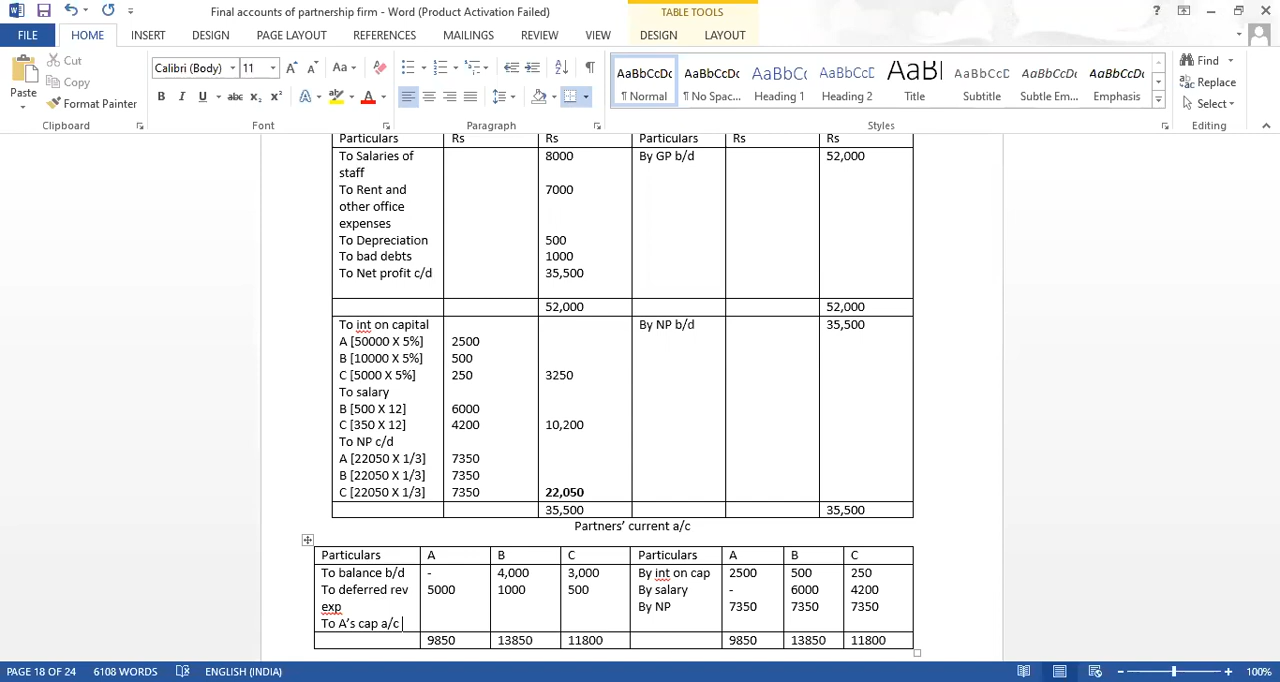 Final accounts of partnership firm - Word (Product Activation Failed)
TABLE TOOLS
FILE HOME INSERT DESIGN PAGE LAYOUT REFERENCES MAILINGS REVIEW VIEW DESIGN LAYOUT
Paste
Cut
Copy
Format Painter
Clipboard
Calibri (Body) 11
Font
Paragraph
AaBbCcDc ¶ Normal
AaBbCcDc ¶ No Spac...
AaBbCc Heading 1
AaBbCcE Heading 2
AaBl Title
AaBbCcD Subtitle
AaBbCcDt Subtle Em...
AaBbCcDt Emphasis
Styles
Find
Replace
Select
Editing
Particulars Rs Rs Particulars Rs Rs
To Salaries of 8000 By GP b/d 52,000
staff
To Rent and 7000
other office
expenses
To Depreciation 500
To bad debts 1000
To Net profit c/d 35,500
52,000 52,000
To int on capital By NP b/d 35,500
A [50000 X 5%] 2500
B [10000 X 5%] 500
C [5000 X 5%] 250 3250
To salary
B [500 X 12] 6000
C [350 X 12] 4200 10,200
To NP c/d
A [22050 X 1/3] 7350
B [22050 X 1/3] 7350
C [22050 X 1/3] 7350 22,050
35,500 35,500
Partners’ current a/c
Particulars A B C Particulars A B C
To balance b/d - 4,000 3,000 By int on cap 2500 500 250
To deferred rev 5000 1000 500 By salary - 6000 4200
exp By NP 7350 7350 7350
To A’s cap a/c
9850 13850 11800 9850 13850 11800
PAGE 18 OF 24 6108 WORDS ENGLISH (INDIA) 100%